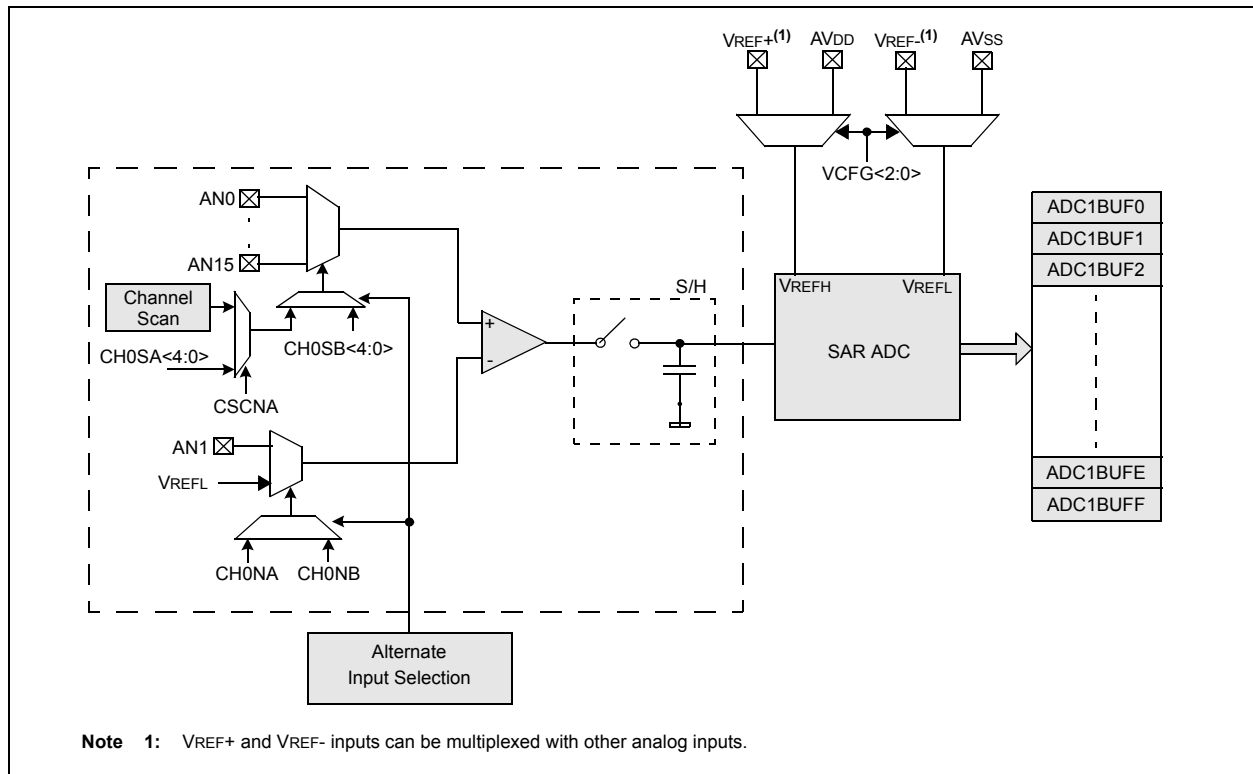 VREF+(1) AVDD VREF-(1) AVSS
VCFG<2:0>
AN0
AN15
Channel
Scan
CH0SA<4:0>
CH0SB<4:0>
CSCNA
AN1
VREFL
CH0NA CH0NB
+
-
S/H
VREFH VREFL
SAR ADC
ADC1BUF0
ADC1BUF1
ADC1BUF2
ADC1BUFE
ADC1BUFF
Alternate
Input Selection
Note 1: VREF+ and VREF- inputs can be multiplexed with other analog inputs.